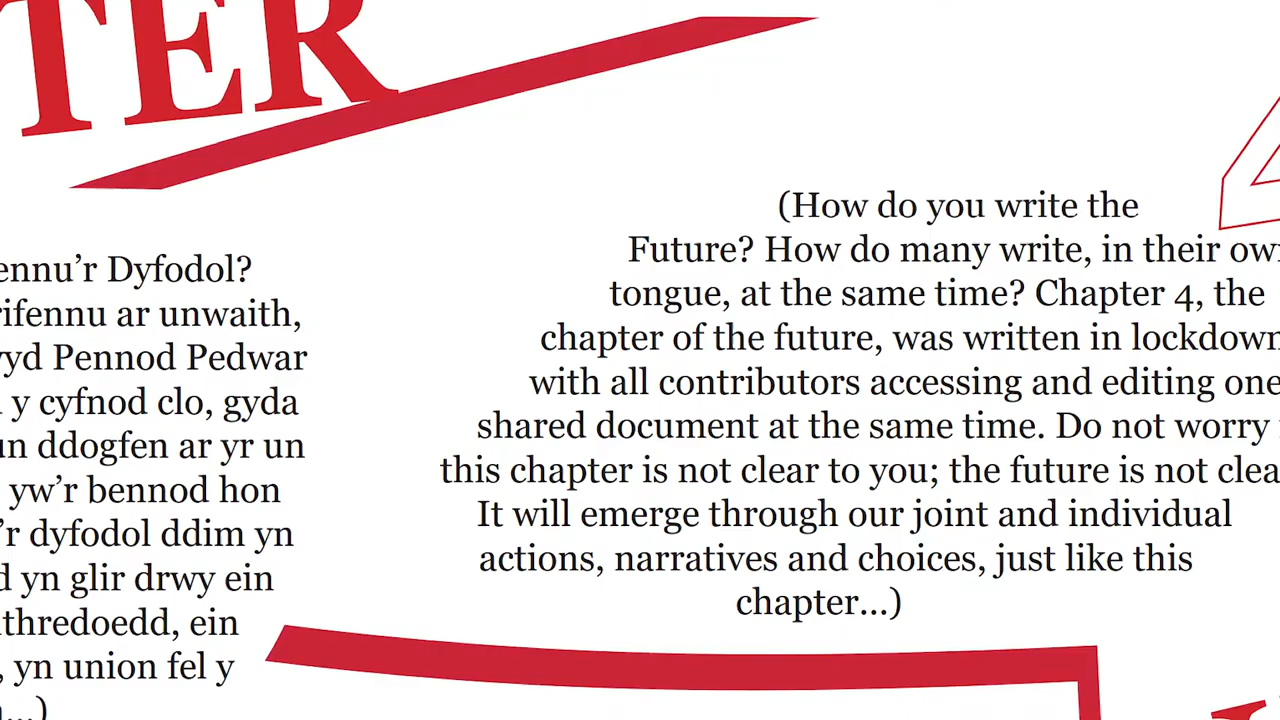 TER
ennu’r Dyfodol?
rifennu ar unwaith,
wyd Pennod Pedwar
y cyfnod clo, gyda
un ddogfen ar yr un
yw’r bennod hon
’r dyfodol ddim yn
d yn glir drwy ein
thredoedd, ein
, yn union fel y
...)
(How do you write the
Future? How do many write, in their own
tongue, at the same time? Chapter 4, the
chapter of the future, was written in lockdown
with all contributors accessing and editing one
shared document at the same time. Do not worry
this chapter is not clear to you; the future is not clea
It will emerge through our joint and individual
actions, narratives and choices, just like this
chapter...)